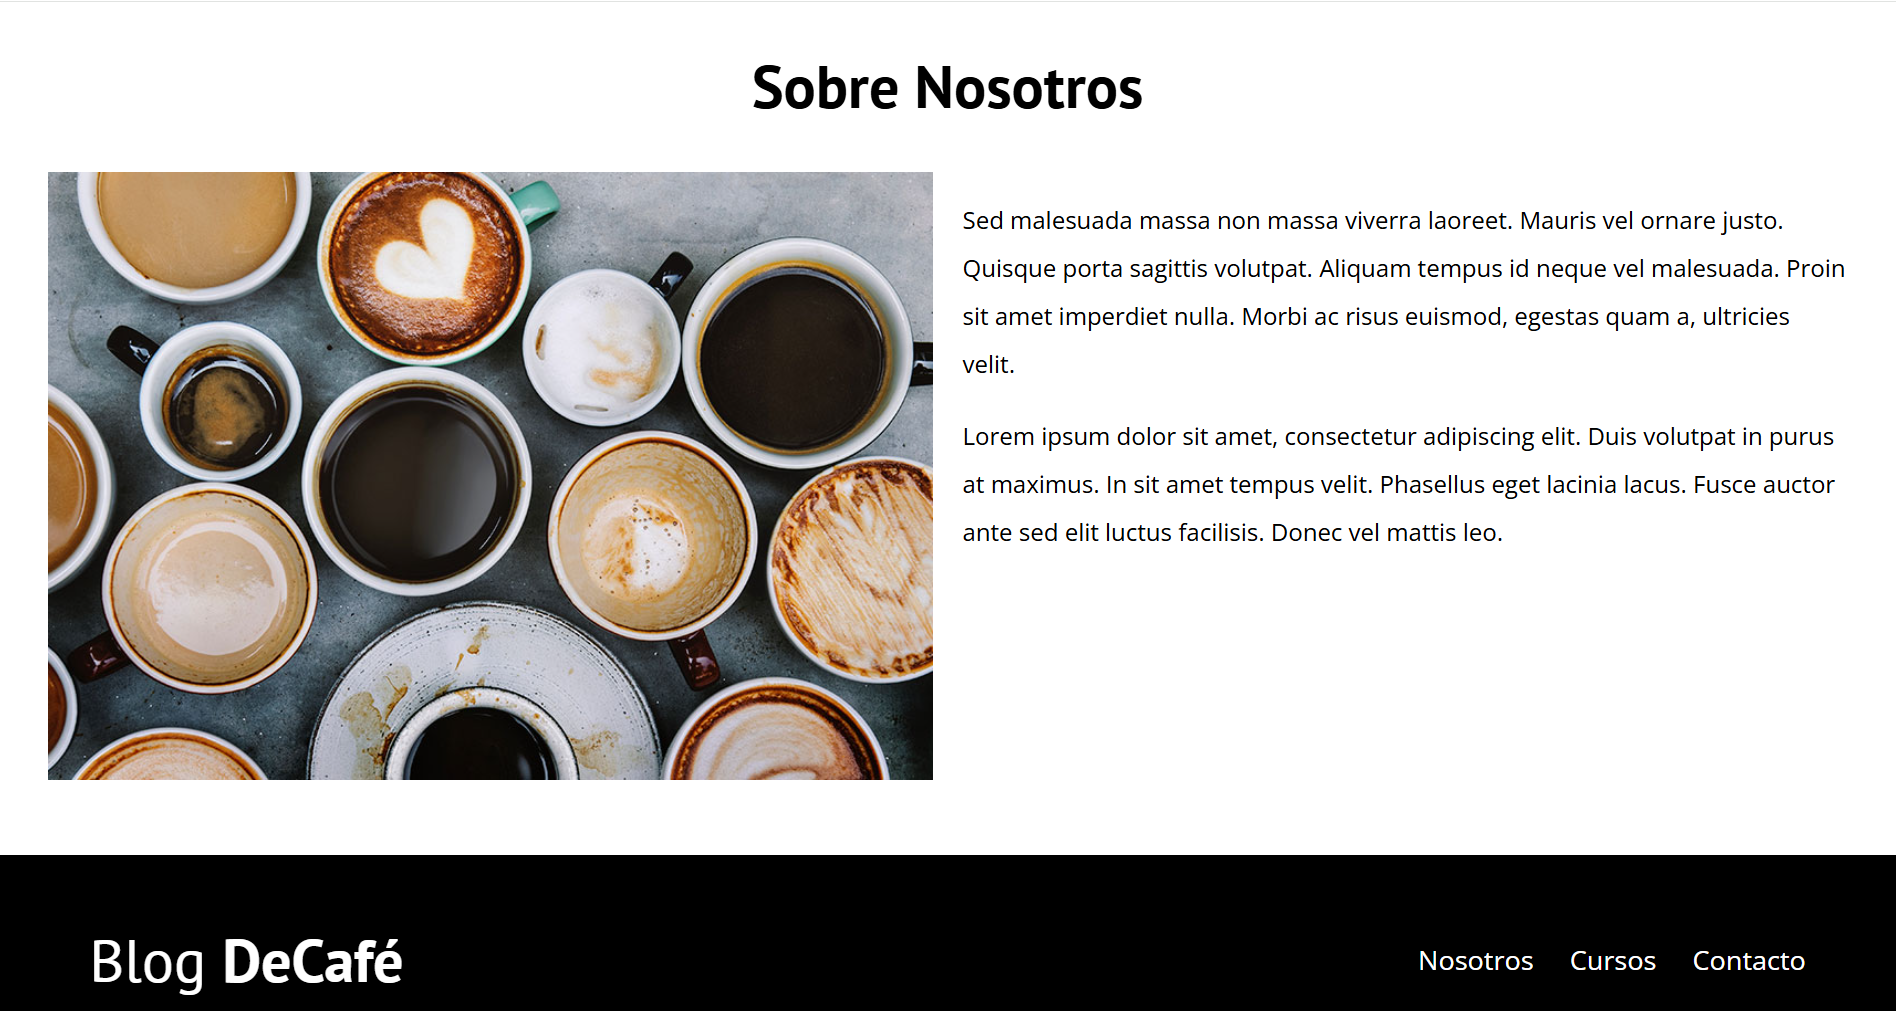 Sobre Nosotros
Sed malesuada massa non massa viverra laoreet. Mauris vel ornare justo.
Quisque porta sagittis volutpat. Aliquam tempus id neque vel malesuada. Proin
sit amet imperdiet nulla. Morbi ac risus euismod, egestas quam a, ultricies
velit.
Lorem ipsum dolor sit amet, consectetur adipiscing elit. Duis volutpat in purus
at maximus. In sit amet tempus velit. Phasellus eget lacinia lacus. Fusce auctor
ante sed elit luctus facilisis. Donec vel mattis leo.
Blog DeCafé
Nosotros Cursos Contacto